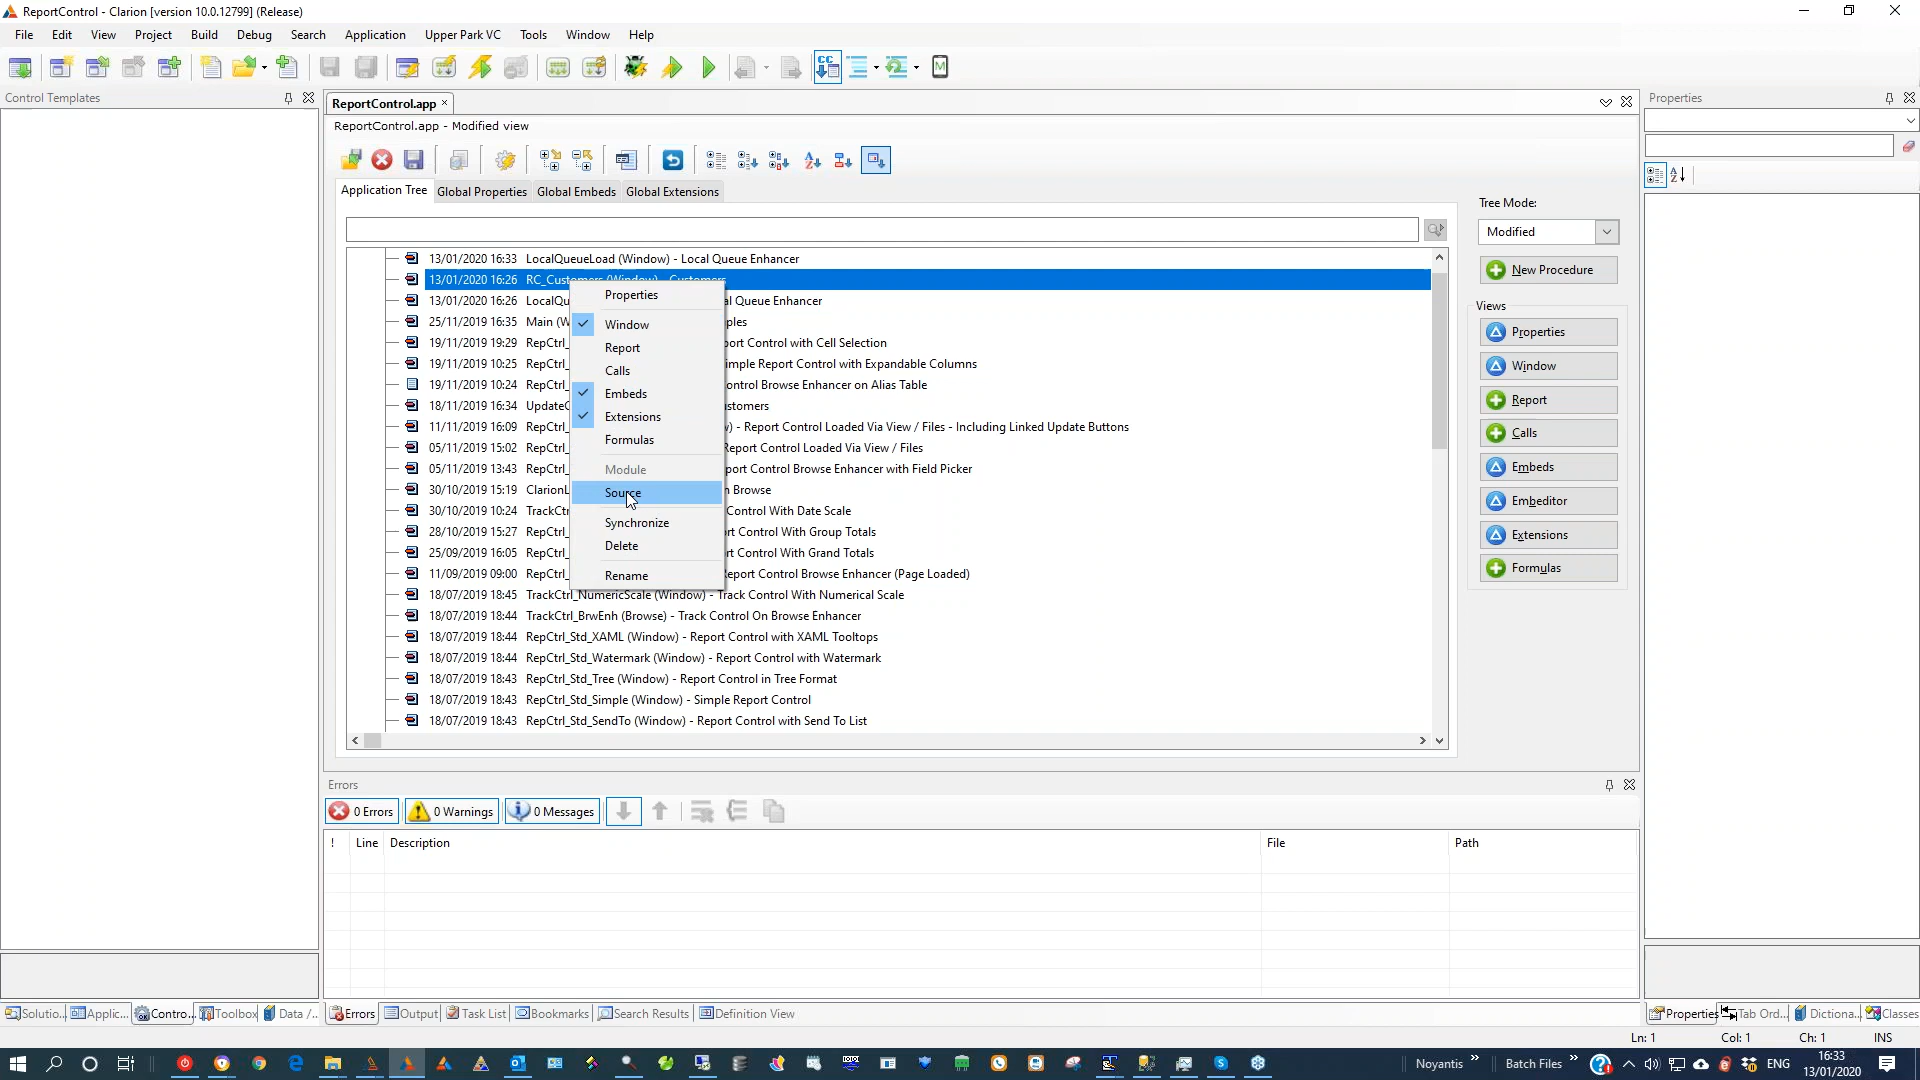 ReportControl - Clarion [version 10.0.12799] (Release)
File Edit View Project Build Debug Search Application Upper Park VC Tools Window Help
Control Templates
ReportControl.app
Properties
ReportControl.app - Modified view
Application Tree Global Properties Global Embeds Global Extensions
Tree Mode:
Modified
New Procedure
Views
Properties
Window
Report
Calls
Embeds
Embeditor
Extensions
Formulas
13/01/2020 16:33 LocalQueueLoad (Window) - Local Queue Enhancer
13/01/2020 16:26 RC_Customers (Window) - Customers
13/01/2020 16:26 LocalQu al Queue Enhancer
25/11/2019 16:35 Main (W ples
19/11/2019 19:29 RepCtrl_ port Control with Cell Selection
19/11/2019 10:25 RepCtrl_ imple Report Control with Expandable Columns
19/11/2019 10:24 RepCtrl_ ontrol Browse Enhancer on Alias Table
18/11/2019 16:34 UpdateC stomers
11/11/2019 16:09 RepCtrl_ v) - Report Control Loaded Via View / Files - Including Linked Update Buttons
05/11/2019 15:02 RepCtrl_ Report Control Loaded Via View / Files
05/11/2019 13:43 RepCtrl_ port Control Browse Enhancer with Field Picker
30/10/2019 15:19 ClarionL n Browse
30/10/2019 10:24 TrackCtr Control With Date Scale
28/10/2019 15:27 RepCtrl_ rt Control With Group Totals
25/09/2019 16:05 RepCtrl_ rt Control With Grand Totals
11/09/2019 09:00 RepCtrl_ Report Control Browse Enhancer (Page Loaded)
18/07/2019 18:45 TrackCtrl_NumericScale (Window) - Track Control With Numerical Scale
18/07/2019 18:44 TrackCtrl_BrwEnh (Browse) - Track Control On Browse Enhancer
18/07/2019 18:44 RepCtrl_Std_XAML (Window) - Report Control with XAML Tooltops
18/07/2019 18:44 RepCtrl_Std_Watermark (Window) - Report Control with Watermark
18/07/2019 18:43 RepCtrl_Std_Tree (Window) - Report Control in Tree Format
18/07/2019 18:43 RepCtrl_Std_Simple (Window) - Simple Report Control
18/07/2019 18:43 RepCtrl_Std_SendTo (Window) - Report Control with Send To List
Properties
Window
Report
Calls
Embeds
Extensions
Formulas
Module
Source
Synchronize
Delete
Rename
Errors
0 Errors 0 Warnings 0 Messages
! Line Description File Path
Solutio... Applic... Contro... Toolbox Data /... Errors Output Task List Bookmarks Search Results Definition View Properties Tab Ord... Dictiona... Classes
Ln: 1 Col: 1 Ch: 1 INS
Noyantis Batch Files ENG 16:33
13/01/2020